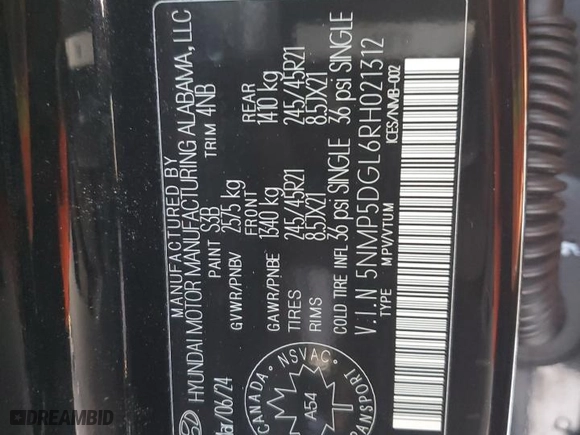 MANUFACTURED BY
HYUNDAI MOTOR MANUFACTURING ALABAMA, LLC
/06/24 PAINT S3B TRIM 4NB
GVWR/PNBV 2575 kg
FRONT REAR
GAWR/PNBE 1340 kg 1410 kg
TIRES 245/45R21 245/45R21
RIMS 8.5JX21 8.5JX21
COLD TIRE INFL. 36 psi SINGLE 36 psi SINGLE
V.I.N 5NMP5DGL6RH021312
TYPE MPV/VTUM ICES/NMB-002
CANADA
NSVAC
A54
TRANSPORT
DREAMBID